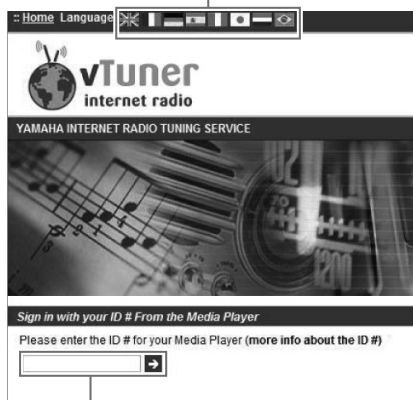 :: Home Language
vTuner
internet radio
YAMAHA INTERNET RADIO TUNING SERVICE
Sign in with your ID # From the Media Player
Please enter the ID # for your Media Player (more info about the ID #)